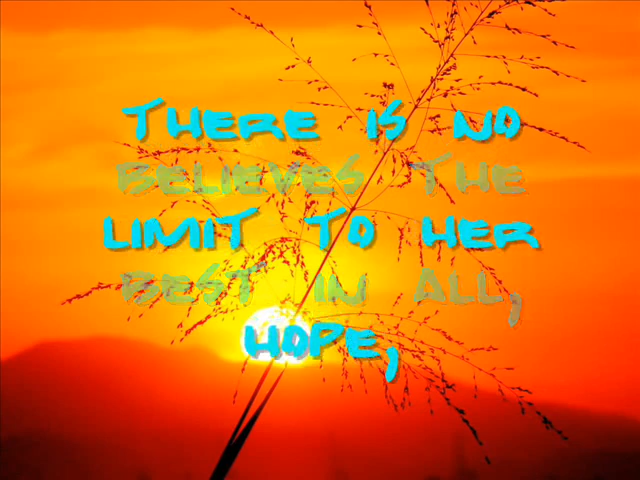 THERE IS NO
BELIEVES THE
LIMIT TO HER
BEST IN ALL,
HOPE,